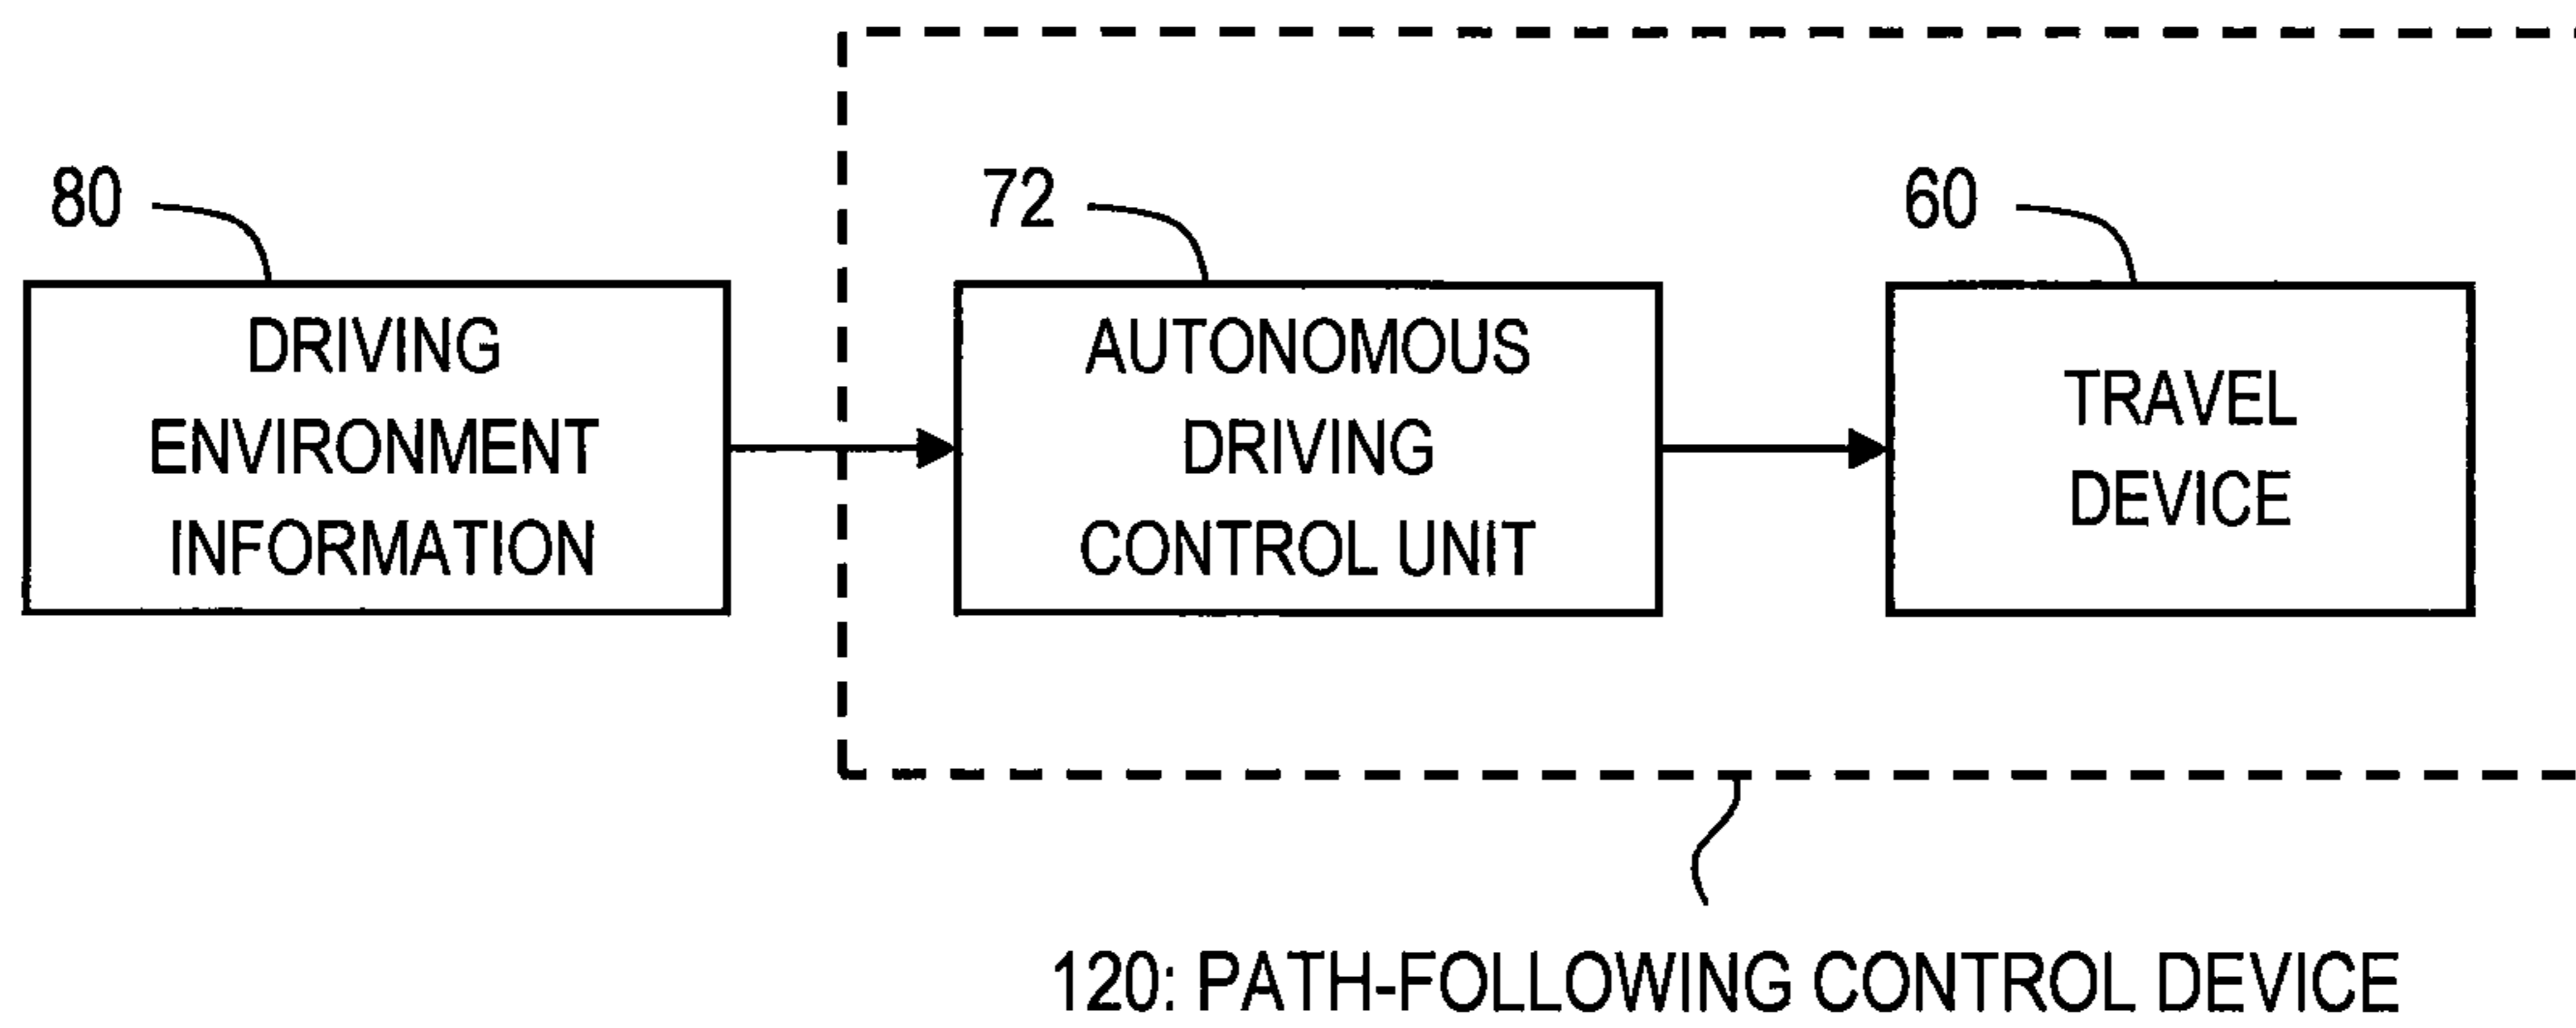 80
72
60
DRIVING
ENVIRONMENT
INFORMATION
AUTONOMOUS
DRIVING
CONTROL UNIT
TRAVEL
DEVICE
120: PATH-FOLLOWING CONTROL DEVICE